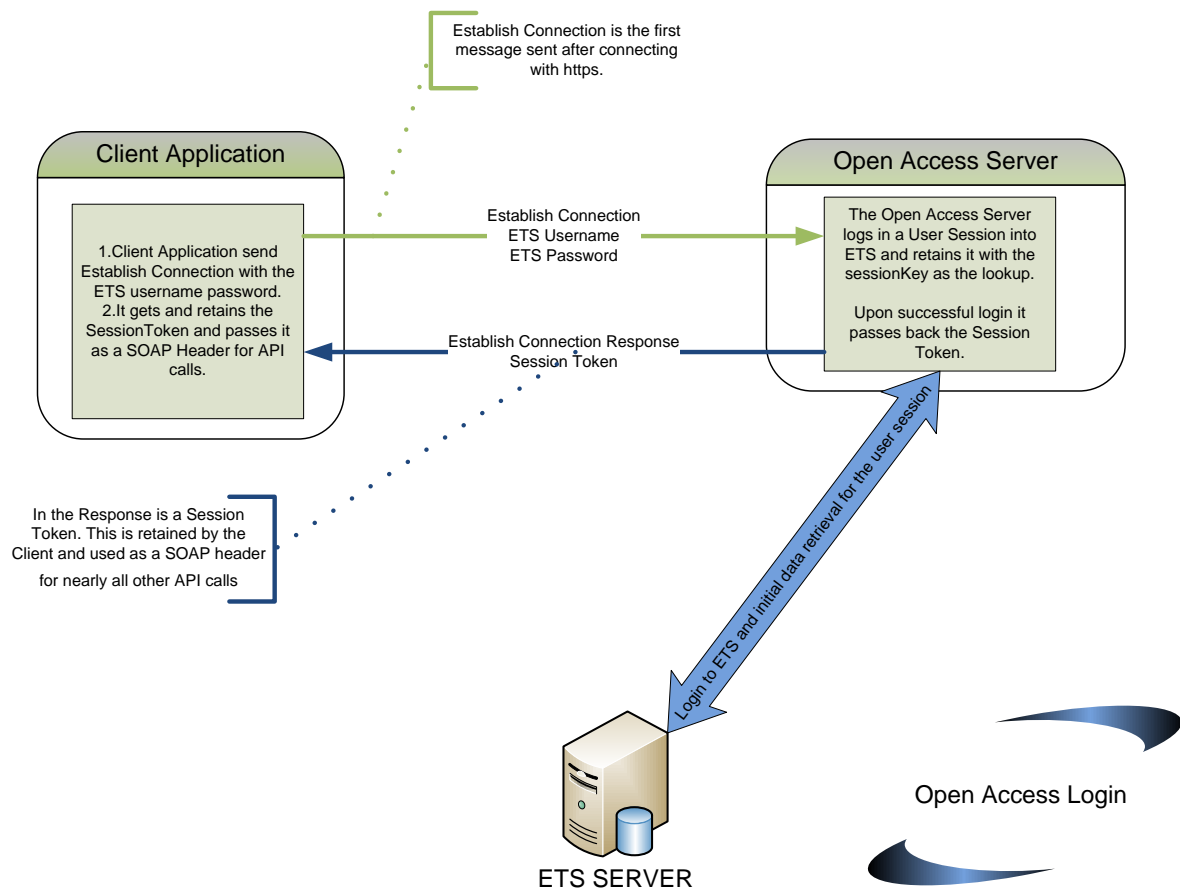 Establish Connection is the first
message sent after connecting
with https.
Client Application
Open Access Server
1.Client Application send
Establish Connection with the
ETS username password.
2.It gets and retains the
SessionToken and passes it
as a SOAP Header for API
calls.
Establish Connection
ETS Username
ETS Password
The Open Access Server
logs in a User Session into
ETS and retains it with the
sessionKey as the lookup.
Upon successful login it
passes back the Session
Token.
Establish Connection Response
Session Token
In the Response is a Session
Token. This is retained by the
Client and used as a SOAP header
for nearly all other API calls
Login to ETS and initial data retrieval for the user session
Open Access Login
ETS SERVER